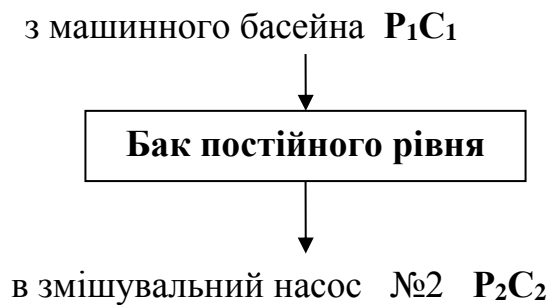 з машинного басейна P₁C₁
Бак постійного рівня
в змішувальний насос №2 P₂C₂